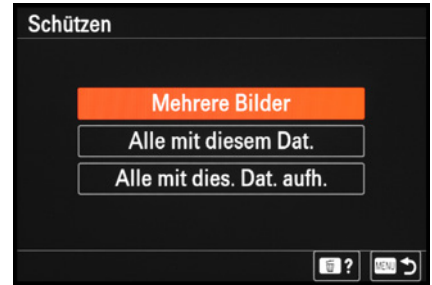 Schützen
Mehrere Bilder
Alle mit diesem Dat.
Alle mit dies. Dat. aufh.
? MENU